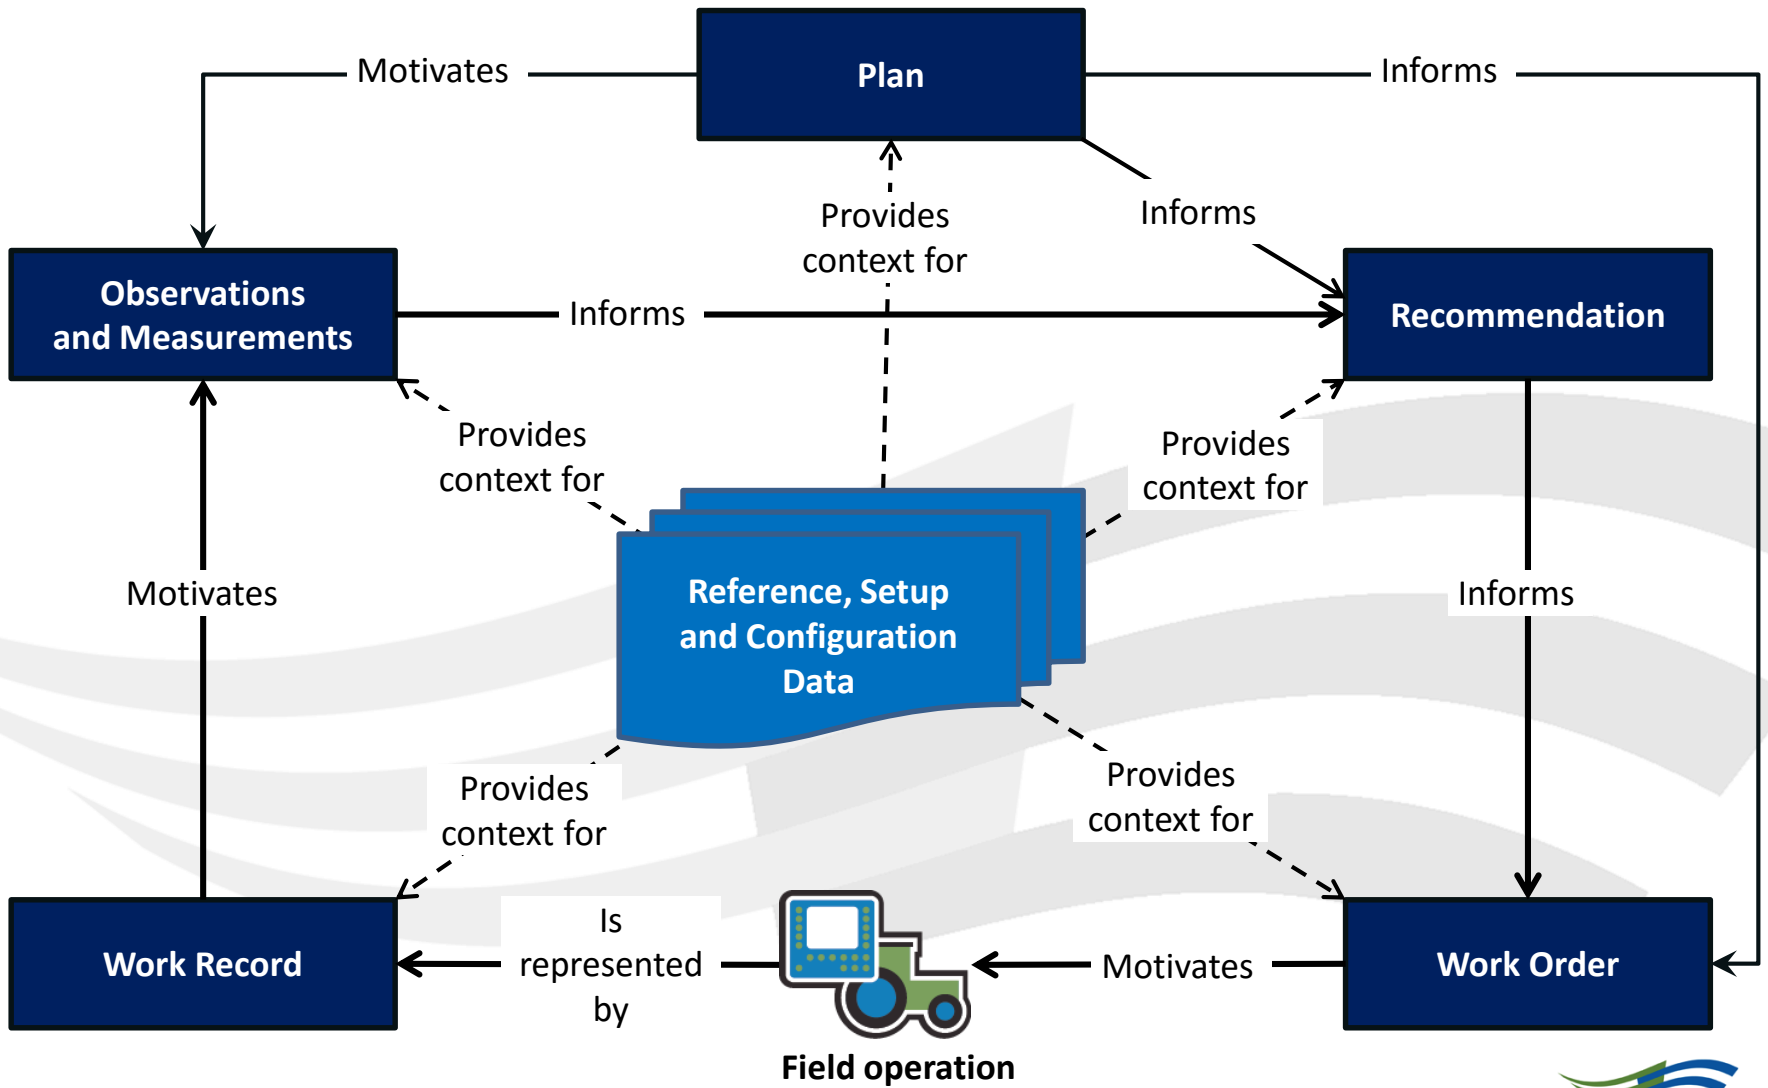 Motivates
Plan
Informs
Provides
context for
Informs
Observations
and Measurements
Informs
Recommendation
Provides
context for
Provides
context for
Motivates
Reference, Setup
and Configuration
Data
Informs
Provides
context for
Provides
context for
Work Record
Is
represented
by
Motivates
Work Order
Field operation